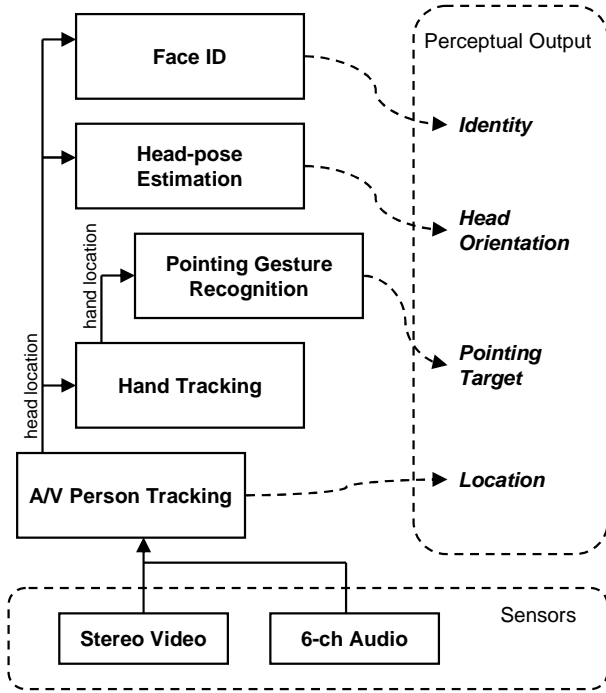 Perceptual Output
Face ID
Identity
Head-pose
Estimation
Head
Orientation
Pointing Gesture
Recognition
hand location
Pointing
Target
Hand Tracking
head location
A/V Person Tracking
Location
Sensors
Stereo Video
6-ch Audio